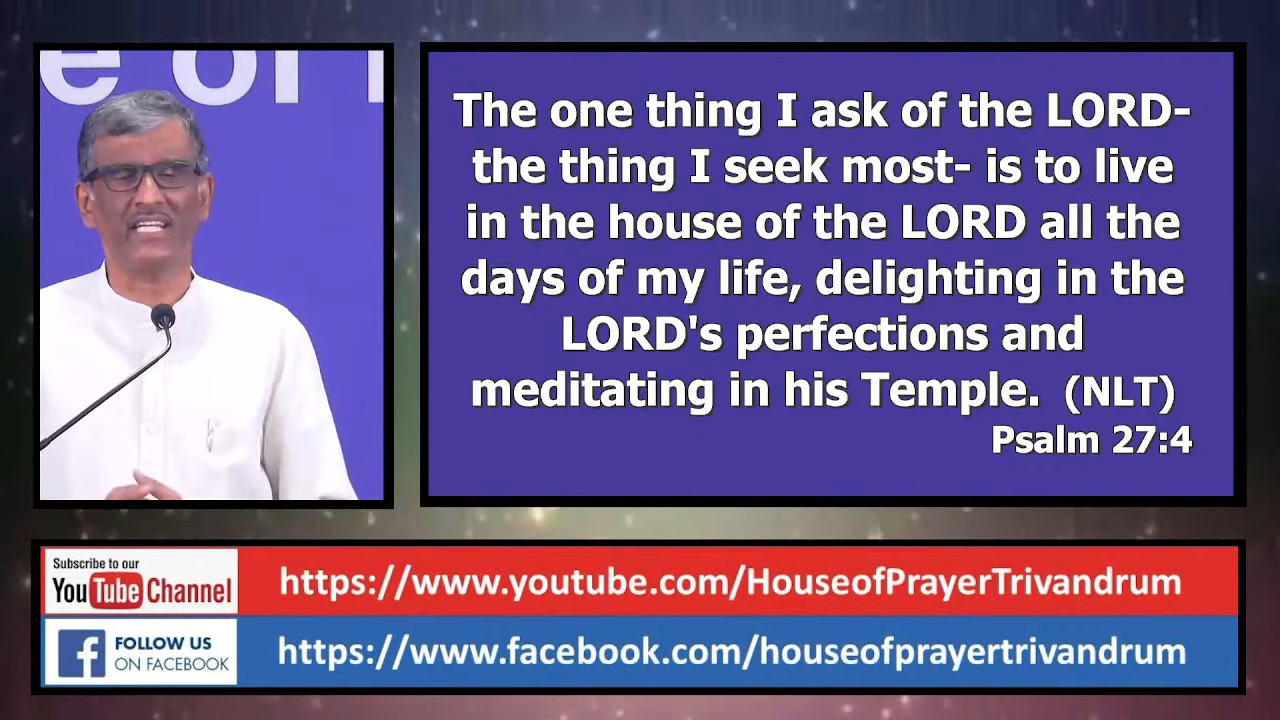 e of
The one thing I ask of the LORD-
the thing I seek most- is to live
in the house of the LORD all the
days of my life, delighting in the
LORD's perfections and
meditating in his Temple.  (NLT)
Psalm 27:4
Subscribe to our
YouTube Channel
https://www.youtube.com/HouseofPrayerTrivandrum
f
FOLLOW US
ON FACEBOOK
https://www.facebook.com/houseofprayertrivandrum